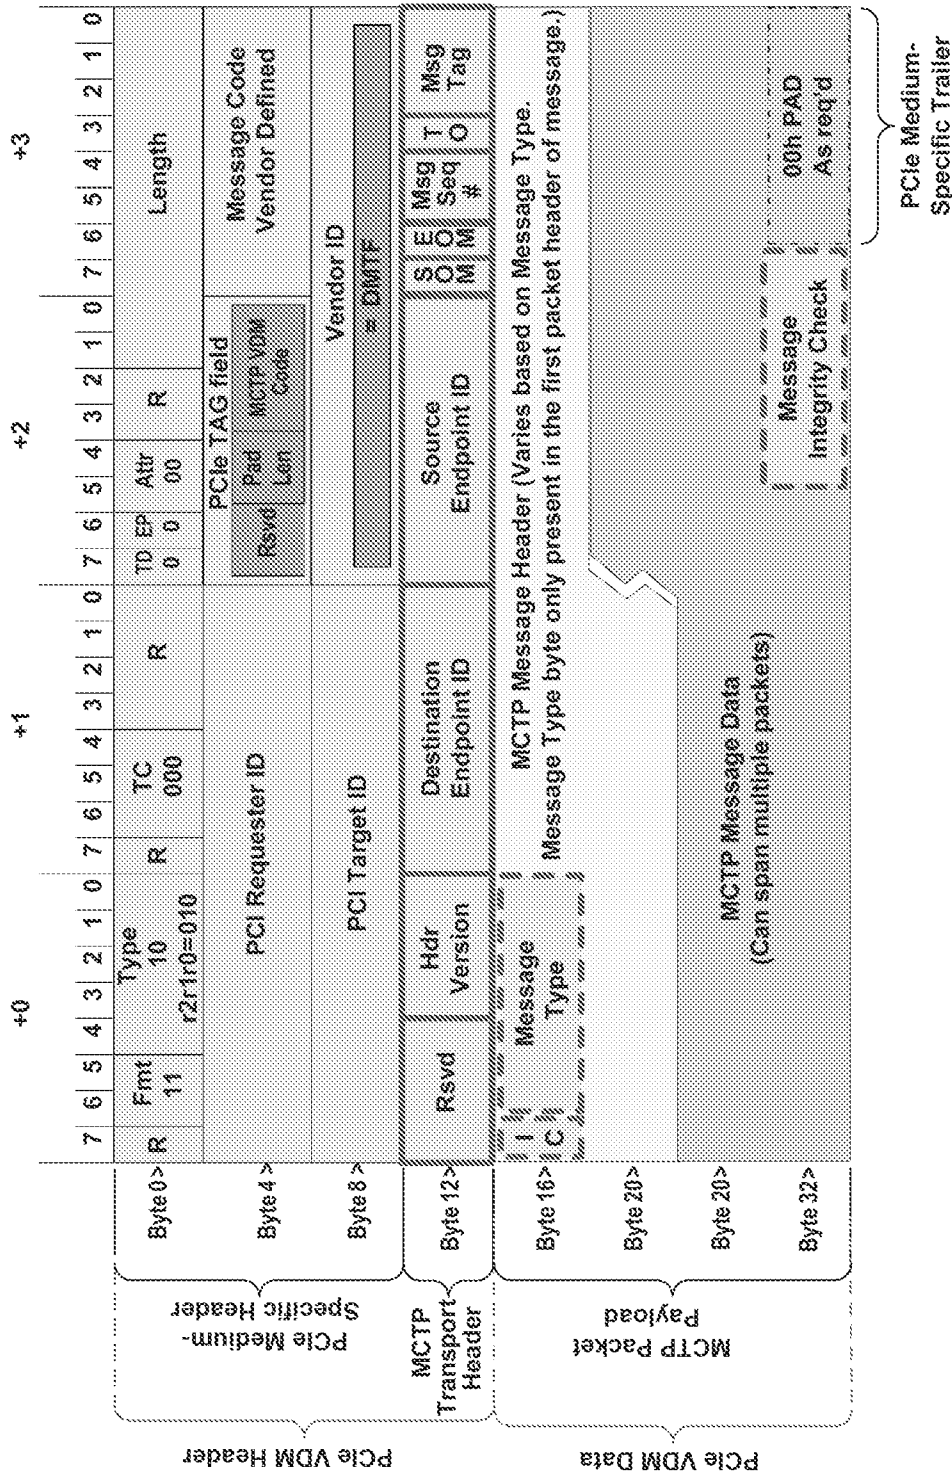 +0 +1 +2 +3
7 6 5 4 3 2 1 0 7 6 5 4 3 2 1 0 7 6 5 4 3 2 1 0 7 6 5 4 3 2 1 0
PCIe VDM Header
PCIe Medium-
Specific Header
Byte 0>
R
Fmt
11
Type
10
r2r1r0=010
R
TC
000
R
TD EP
0 0
Attr
00
R
Length
Byte 4>
PCI Requester ID
PCIe TAG field
Rsvd
Pad
Len
MCTP VDM
Code
Message Code
Vendor Defined
Byte 8>
PCI Target ID
Vendor ID
= DMTF
MCTP
Transport
Header
Byte 12>
Rsvd
Hdr
Version
Destination
Endpoint ID
Source
Endpoint ID
S
O
M
E
O
M
Msg
Seq
#
T
O
Msg
Tag
PCIe VDM Data
MCTP Packet
Payload
Byte 16>
I
C
Message
Type
MCTP Message Header (Varies based on Message Type.
Message Type byte only present in the first packet header of message.)
Byte 20>
Byte 20>
MCTP Message Data
(Can span multiple packets)
Byte 32>
Message
Integrity Check
00h PAD
As req'd
PCIe Medium-
Specific Trailer